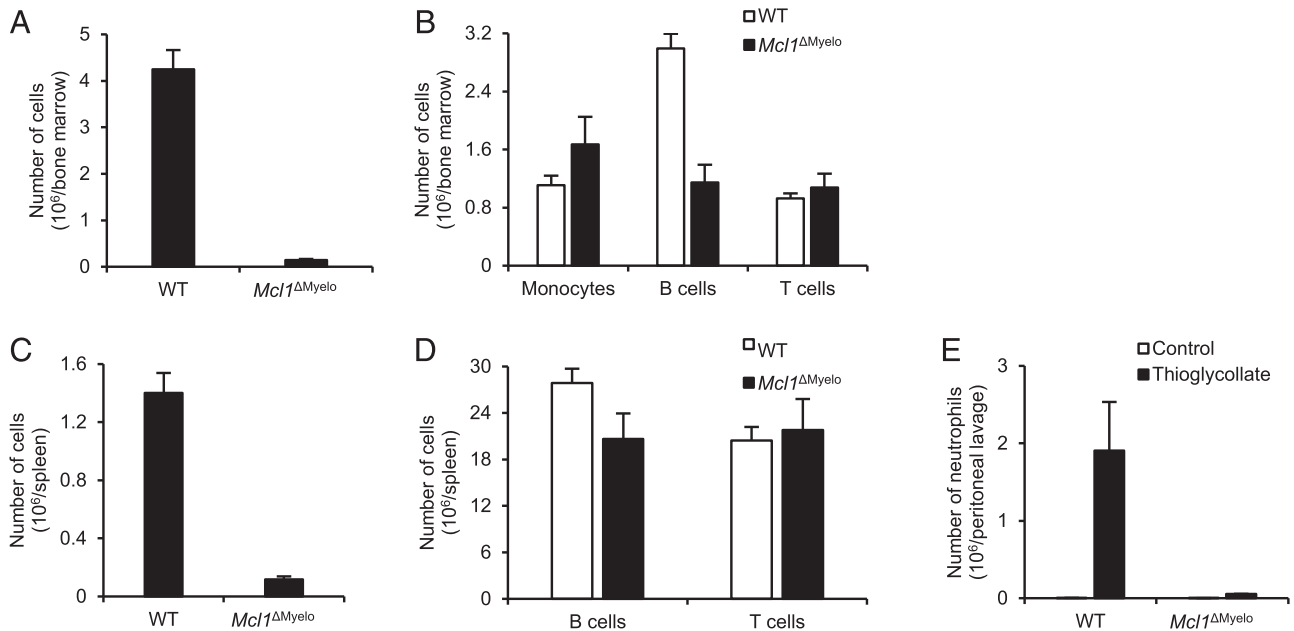 A
Number of cells
(10⁶/bone marrow)
5
4
3
2
1
0
WT
Mcl1ΔMyelo
B
WT
Mcl1ΔMyelo
Number of cells
(10⁶/bone marrow)
3.2
2.4
1.6
0.8
0
Monocytes
B cells
T cells
C
Number of cells
(10⁶/spleen)
1.6
1.2
0.8
0.4
0
WT
Mcl1ΔMyelo
D
WT
Mcl1ΔMyelo
Number of cells
(10⁶/spleen)
30
24
18
12
6
0
B cells
T cells
E
Control
Thioglycollate
Number of neutrophils
(10⁶/peritoneal lavage)
3
2
1
0
WT
Mcl1ΔMyelo